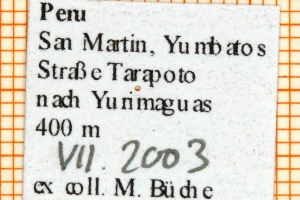 Peru
San Martin, Yumbatos
Straße Tarapoto
nach Yurimaguas
400 m
VII. 2003
ex coll. M. Büche